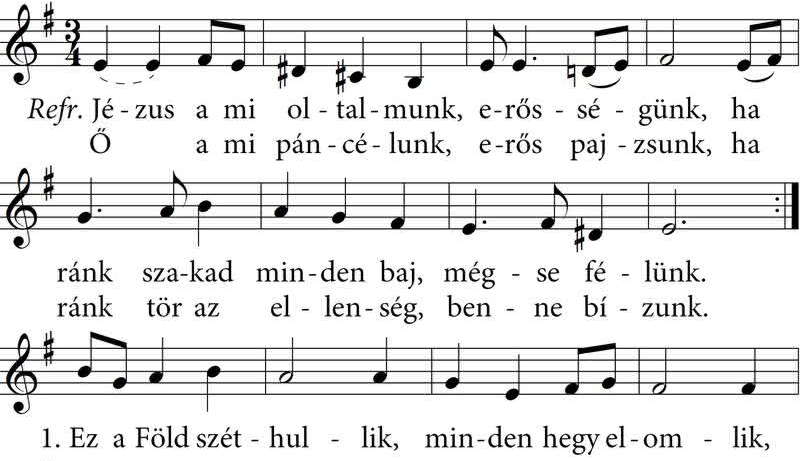 3
4
Refr. Jé - zus a mi ol - tal - munk, e - rős - sé - günk, ha
Ő a mi pán - cé - lunk, e - rős paj - zsunk, ha
ránk sza - kad min - den baj, még - se fé - lünk.
ránk tör az el - len - ség, ben - ne bí - zunk.
1. Ez a Föld szét - hul - lik, min - den hegy el - om - lik,